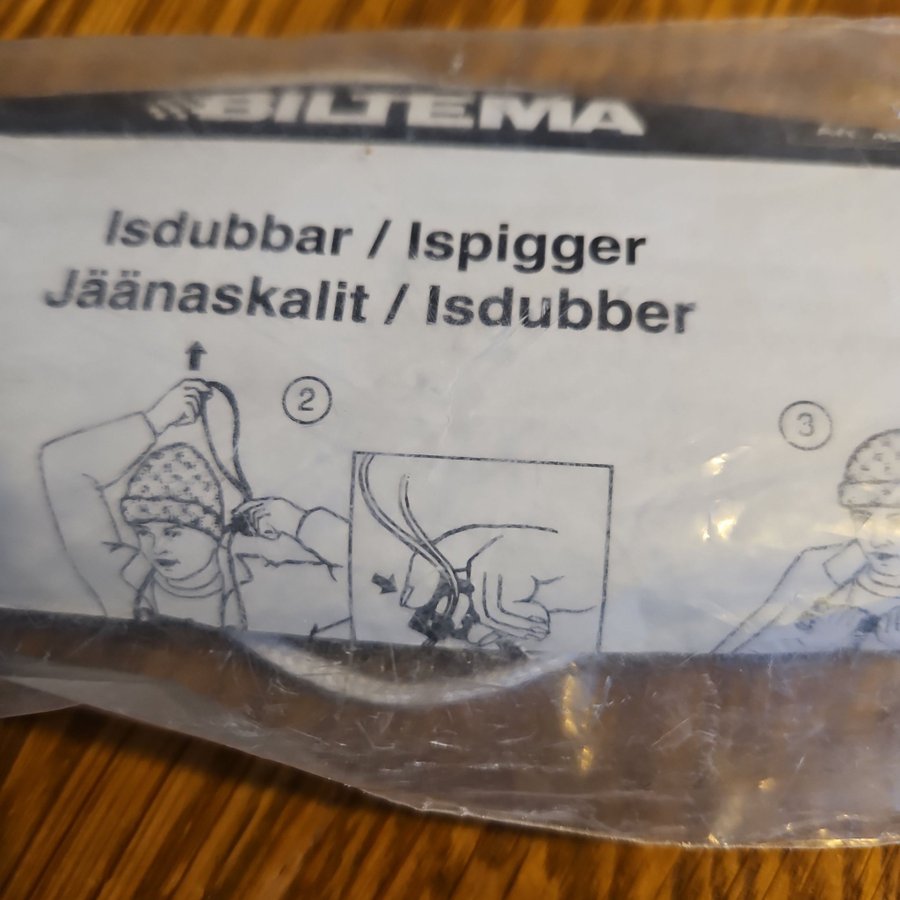 BILTEMA
Isdubbar / Ispigger
Jäänaskalit / Isdubber
2
3